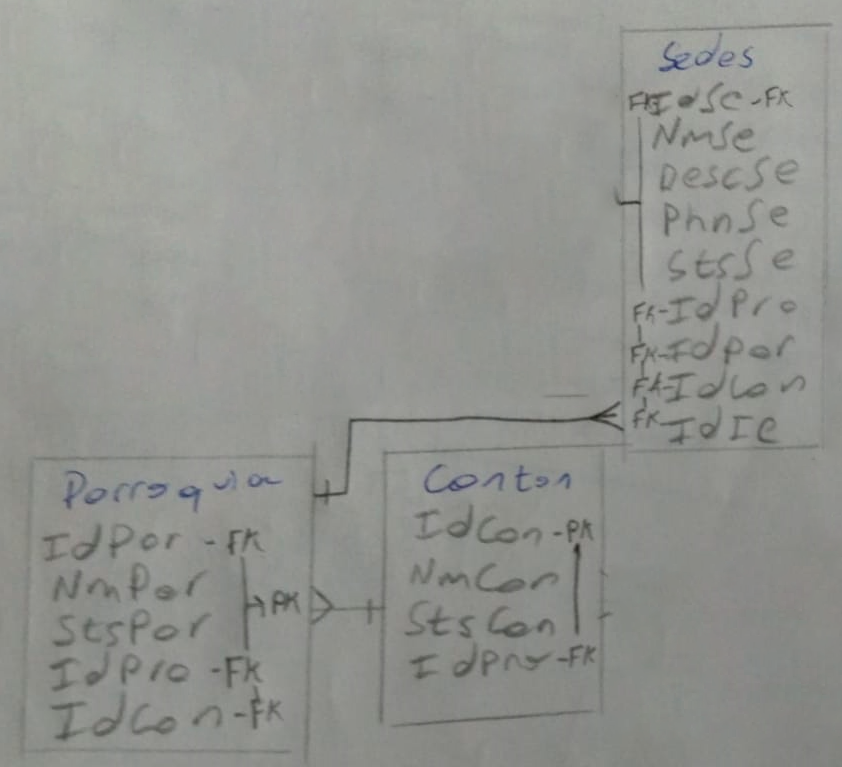 Sedes
FK IdSe-FK
NmSe
DescSe
PhnSe
StsSe
FK-IdPro
FK-IdPar
FK-IdCon
FK IdIe
Parroquia
IdPar-FK
NmPar
PK
StsPar
IdPro-FK
IdCon-FK
Canton
IdCon-PK
NmCon
StsCon
IdPro-FK